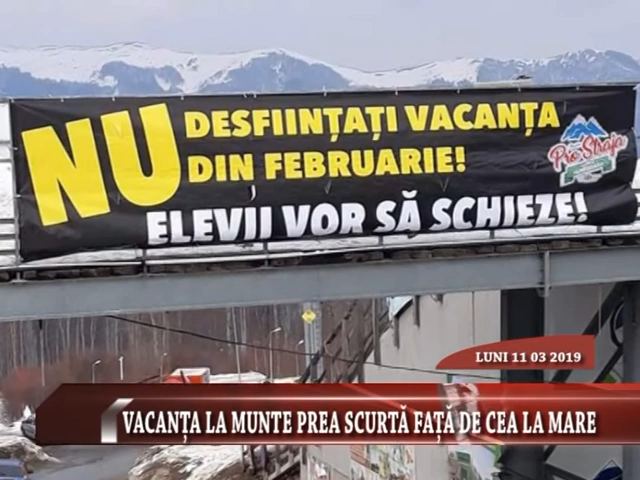 NU DESFIINȚAȚI VACANȚA
DIN FEBRUARIE!
ELEVII VOR SĂ SCHIEZE!
Pro Straja
LUNI 11 03 2019
VACANȚA LA MUNTE PREA SCURTĂ FAȚĂ DE CEA LA MARE